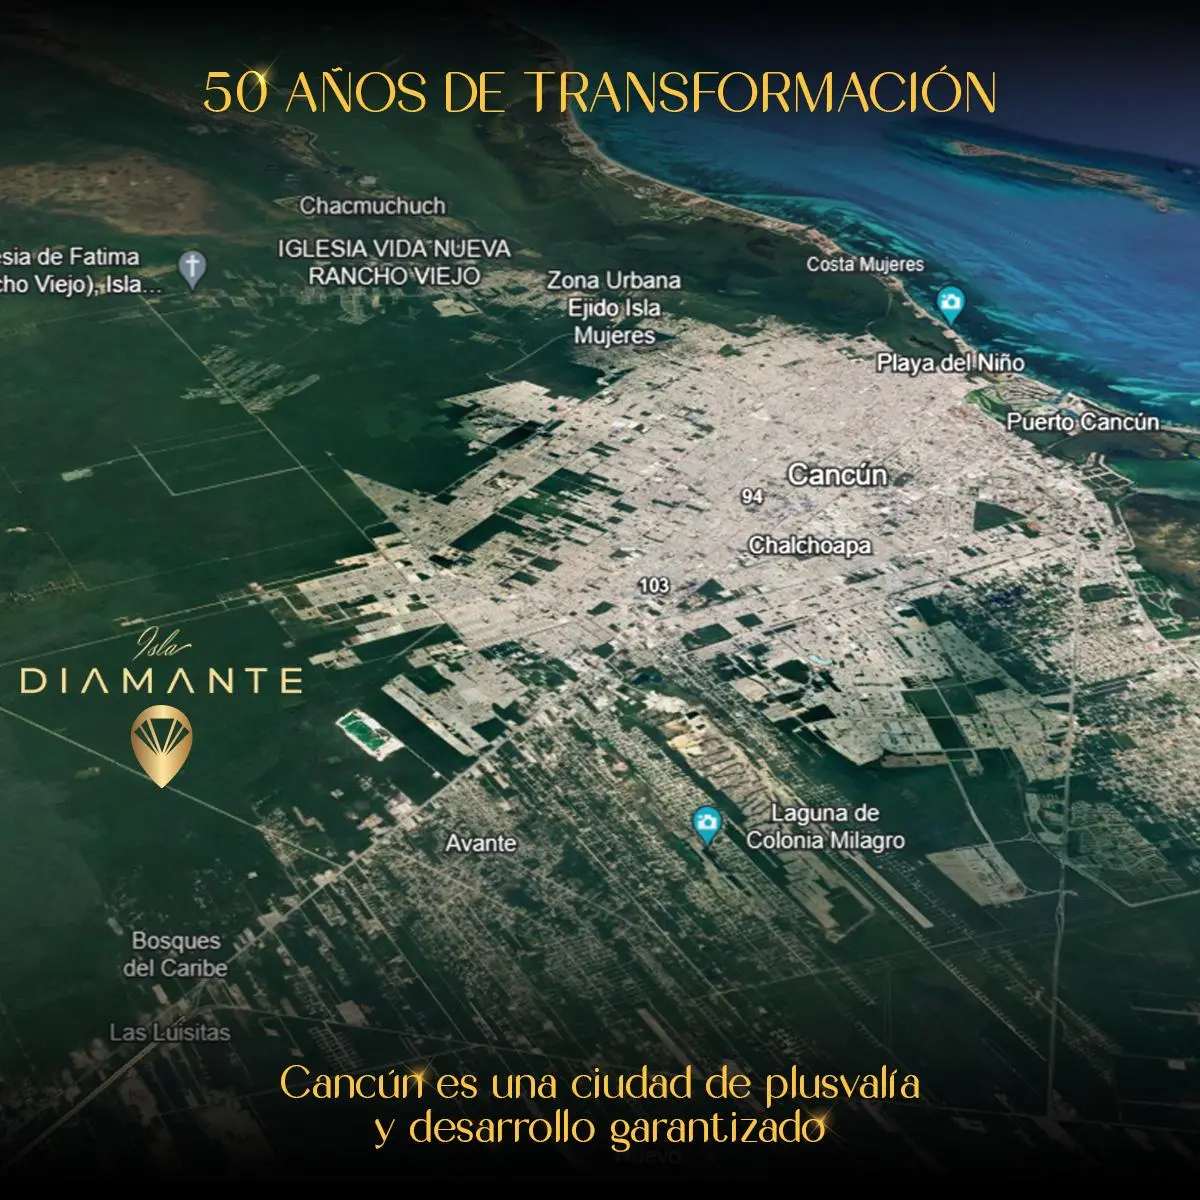 50 AÑOS DE TRANSFORMACIÓN
Chacmuchuch
IGLESIA VIDA NUEVA
RANCHO VIEJO
esia de Fatima
cho Viejo), Isla...
Zona Urbana
Ejido Isla
Mujeres
Costa Mujeres
Playa del Niño
Puerto Cancún
Cancún
94
Chalchoapa
103
Isla
DIAMANTE
Avante
Laguna de
Colonia Milagro
Bosques
del Caribe
Las Luisitas
Cancún es una ciudad de plusvalía
y desarrollo garantizado